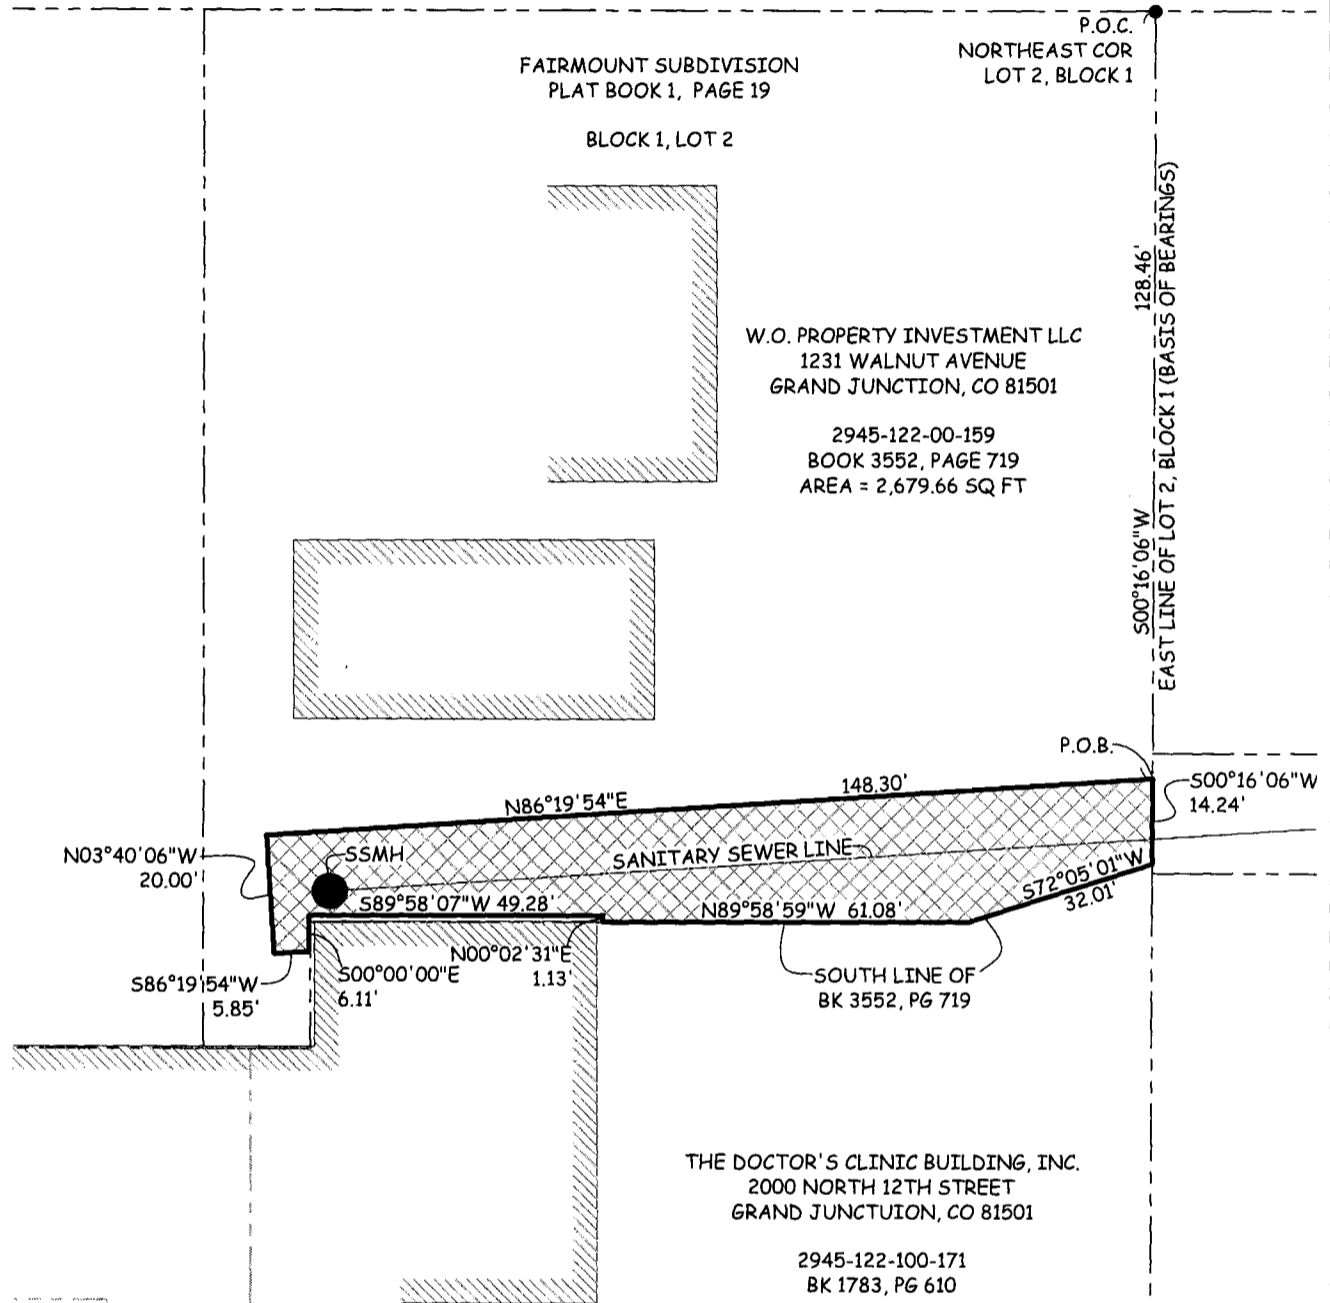 P.O.C.
NORTHEAST COR
LOT 2, BLOCK 1
FAIRMOUNT SUBDIVISION
PLAT BOOK 1, PAGE 19
BLOCK 1, LOT 2
128.46'
S00°16'06"W
EAST LINE OF LOT 2, BLOCK 1 (BASIS OF BEARINGS)
W.O. PROPERTY INVESTMENT LLC
1231 WALNUT AVENUE
GRAND JUNCTION, CO 81501
2945-122-00-159
BOOK 3552, PAGE 719
AREA = 2,679.66 SQ FT
P.O.B.
S00°16'06"W
14.24'
N86°19'54"E
148.30'
N03°40'06"W
20.00'
SSMH
SANITARY SEWER LINE
S89°58'07"W 49.28'
N89°58'59"W 61.08'
S72°05'01"W
32.01'
N00°02'31"E
1.13'
S00°00'00"E
6.11'
S86°19'54"W
5.85'
SOUTH LINE OF
BK 3552, PG 719
THE DOCTOR'S CLINIC BUILDING, INC.
2000 NORTH 12TH STREET
GRAND JUNCTUION, CO 81501
2945-122-100-171
BK 1783, PG 610